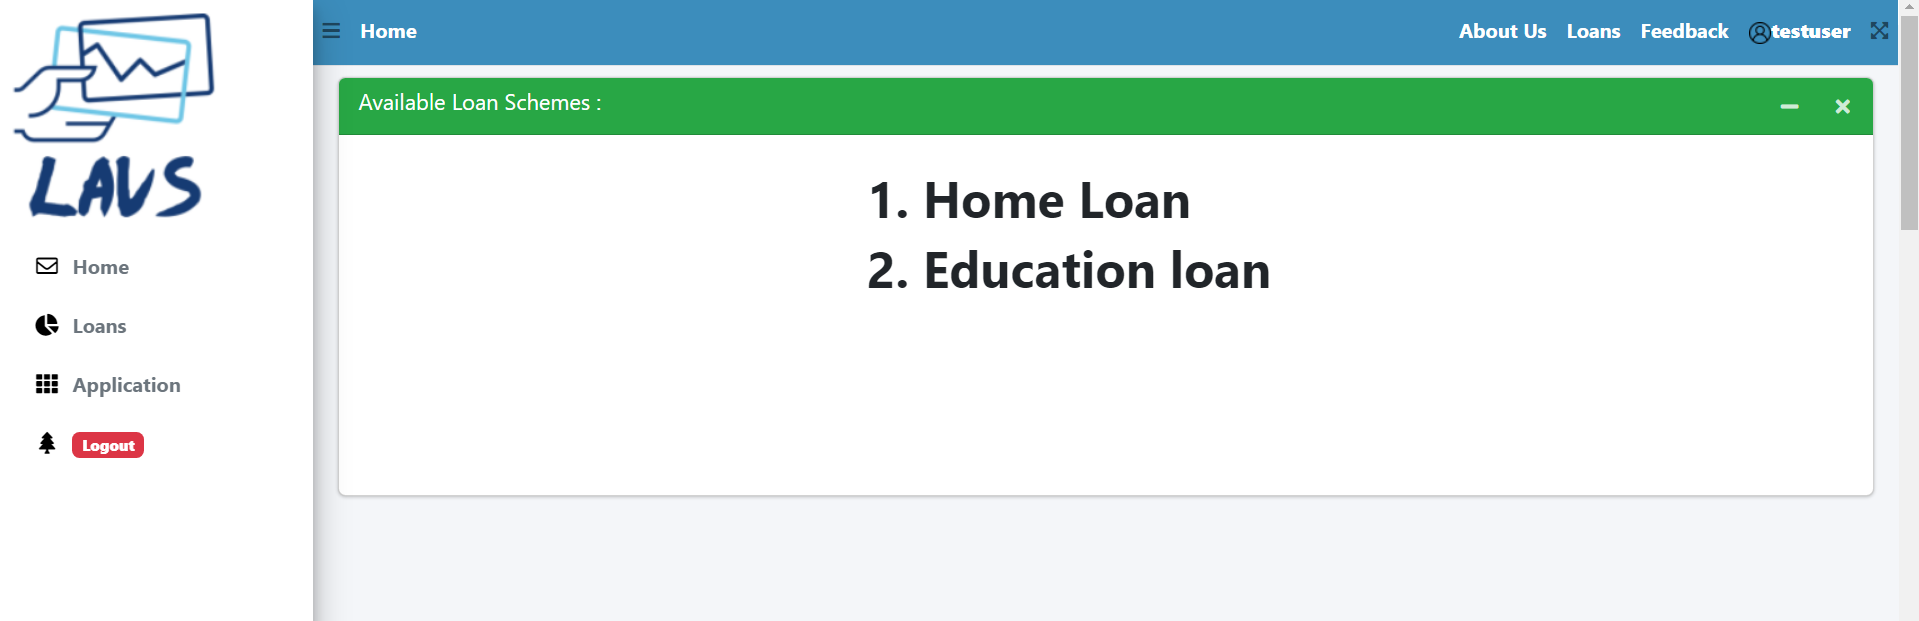 LAVS
Home
Loans
Application
Logout
Home
About Us Loans Feedback testuser
Available Loan Schemes :
1. Home Loan
2. Education loan